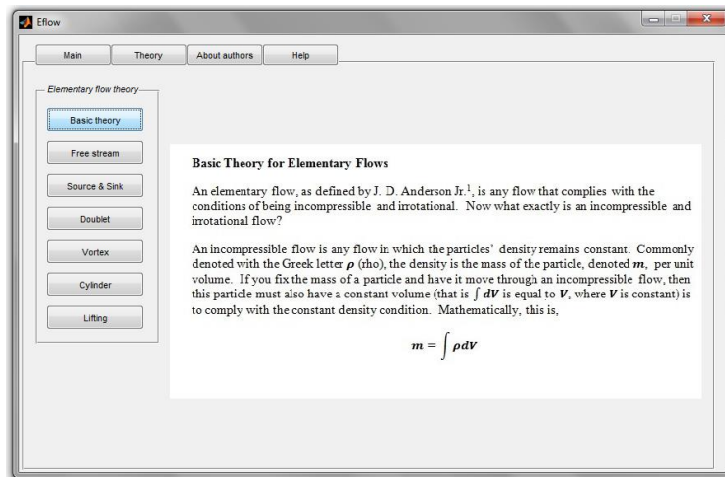 Eflow
Main Theory About authors Help
Elementary flow theory
Basic theory
Free stream
Source & Sink
Doublet
Vortex
Cylinder
Lifting
Basic Theory for Elementary Flows
An elementary flow, as defined by J. D. Anderson Jr.¹, is any flow that complies with the
conditions of being incompressible and irrotational. Now what exactly is an incompressible and
irrotational flow?
An incompressible flow is any flow in which the particles' density remains constant. Commonly
denoted with the Greek letter ρ (rho), the density is the mass of the particle, denoted m, per unit
volume. If you fix the mass of a particle and have it move through an incompressible flow, then
this particle must also have a constant volume (that is ∫ dV is equal to V, where V is constant) is
to comply with the constant density condition. Mathematically, this is,
m = ∫ ρdV